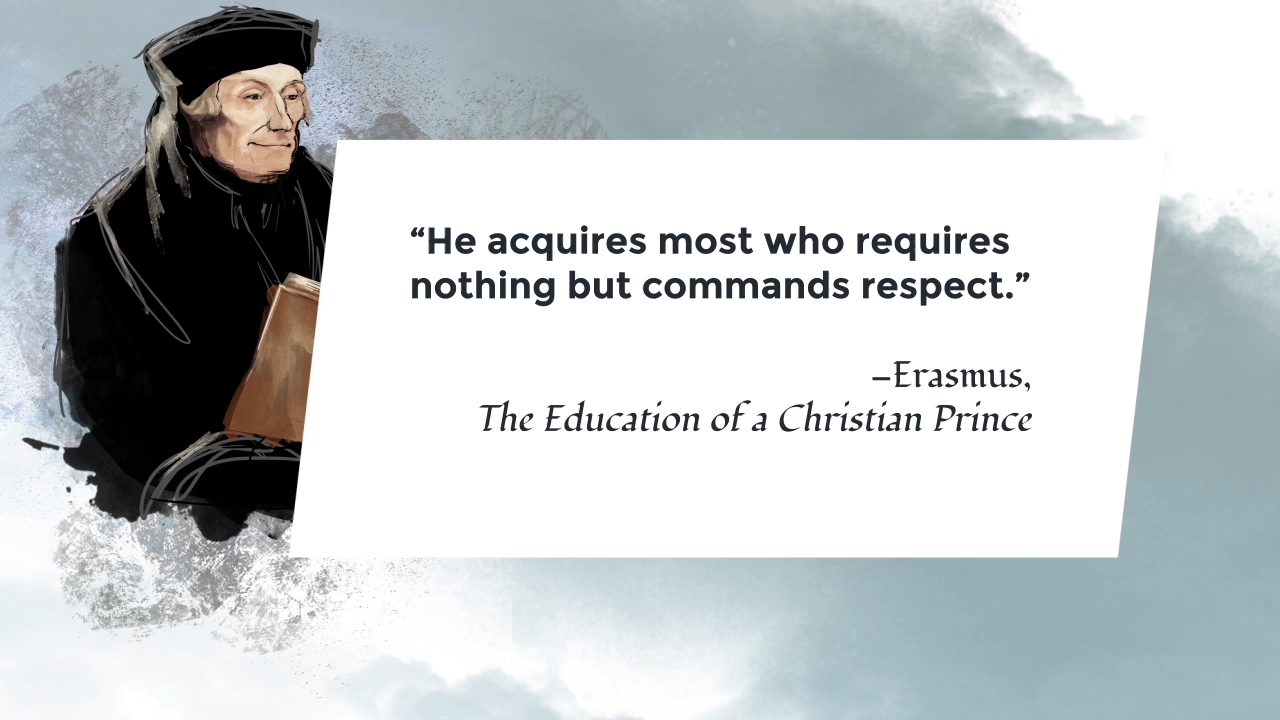 “He acquires most who requires
nothing but commands respect.”
–Erasmus,
The Education of a Christian Prince